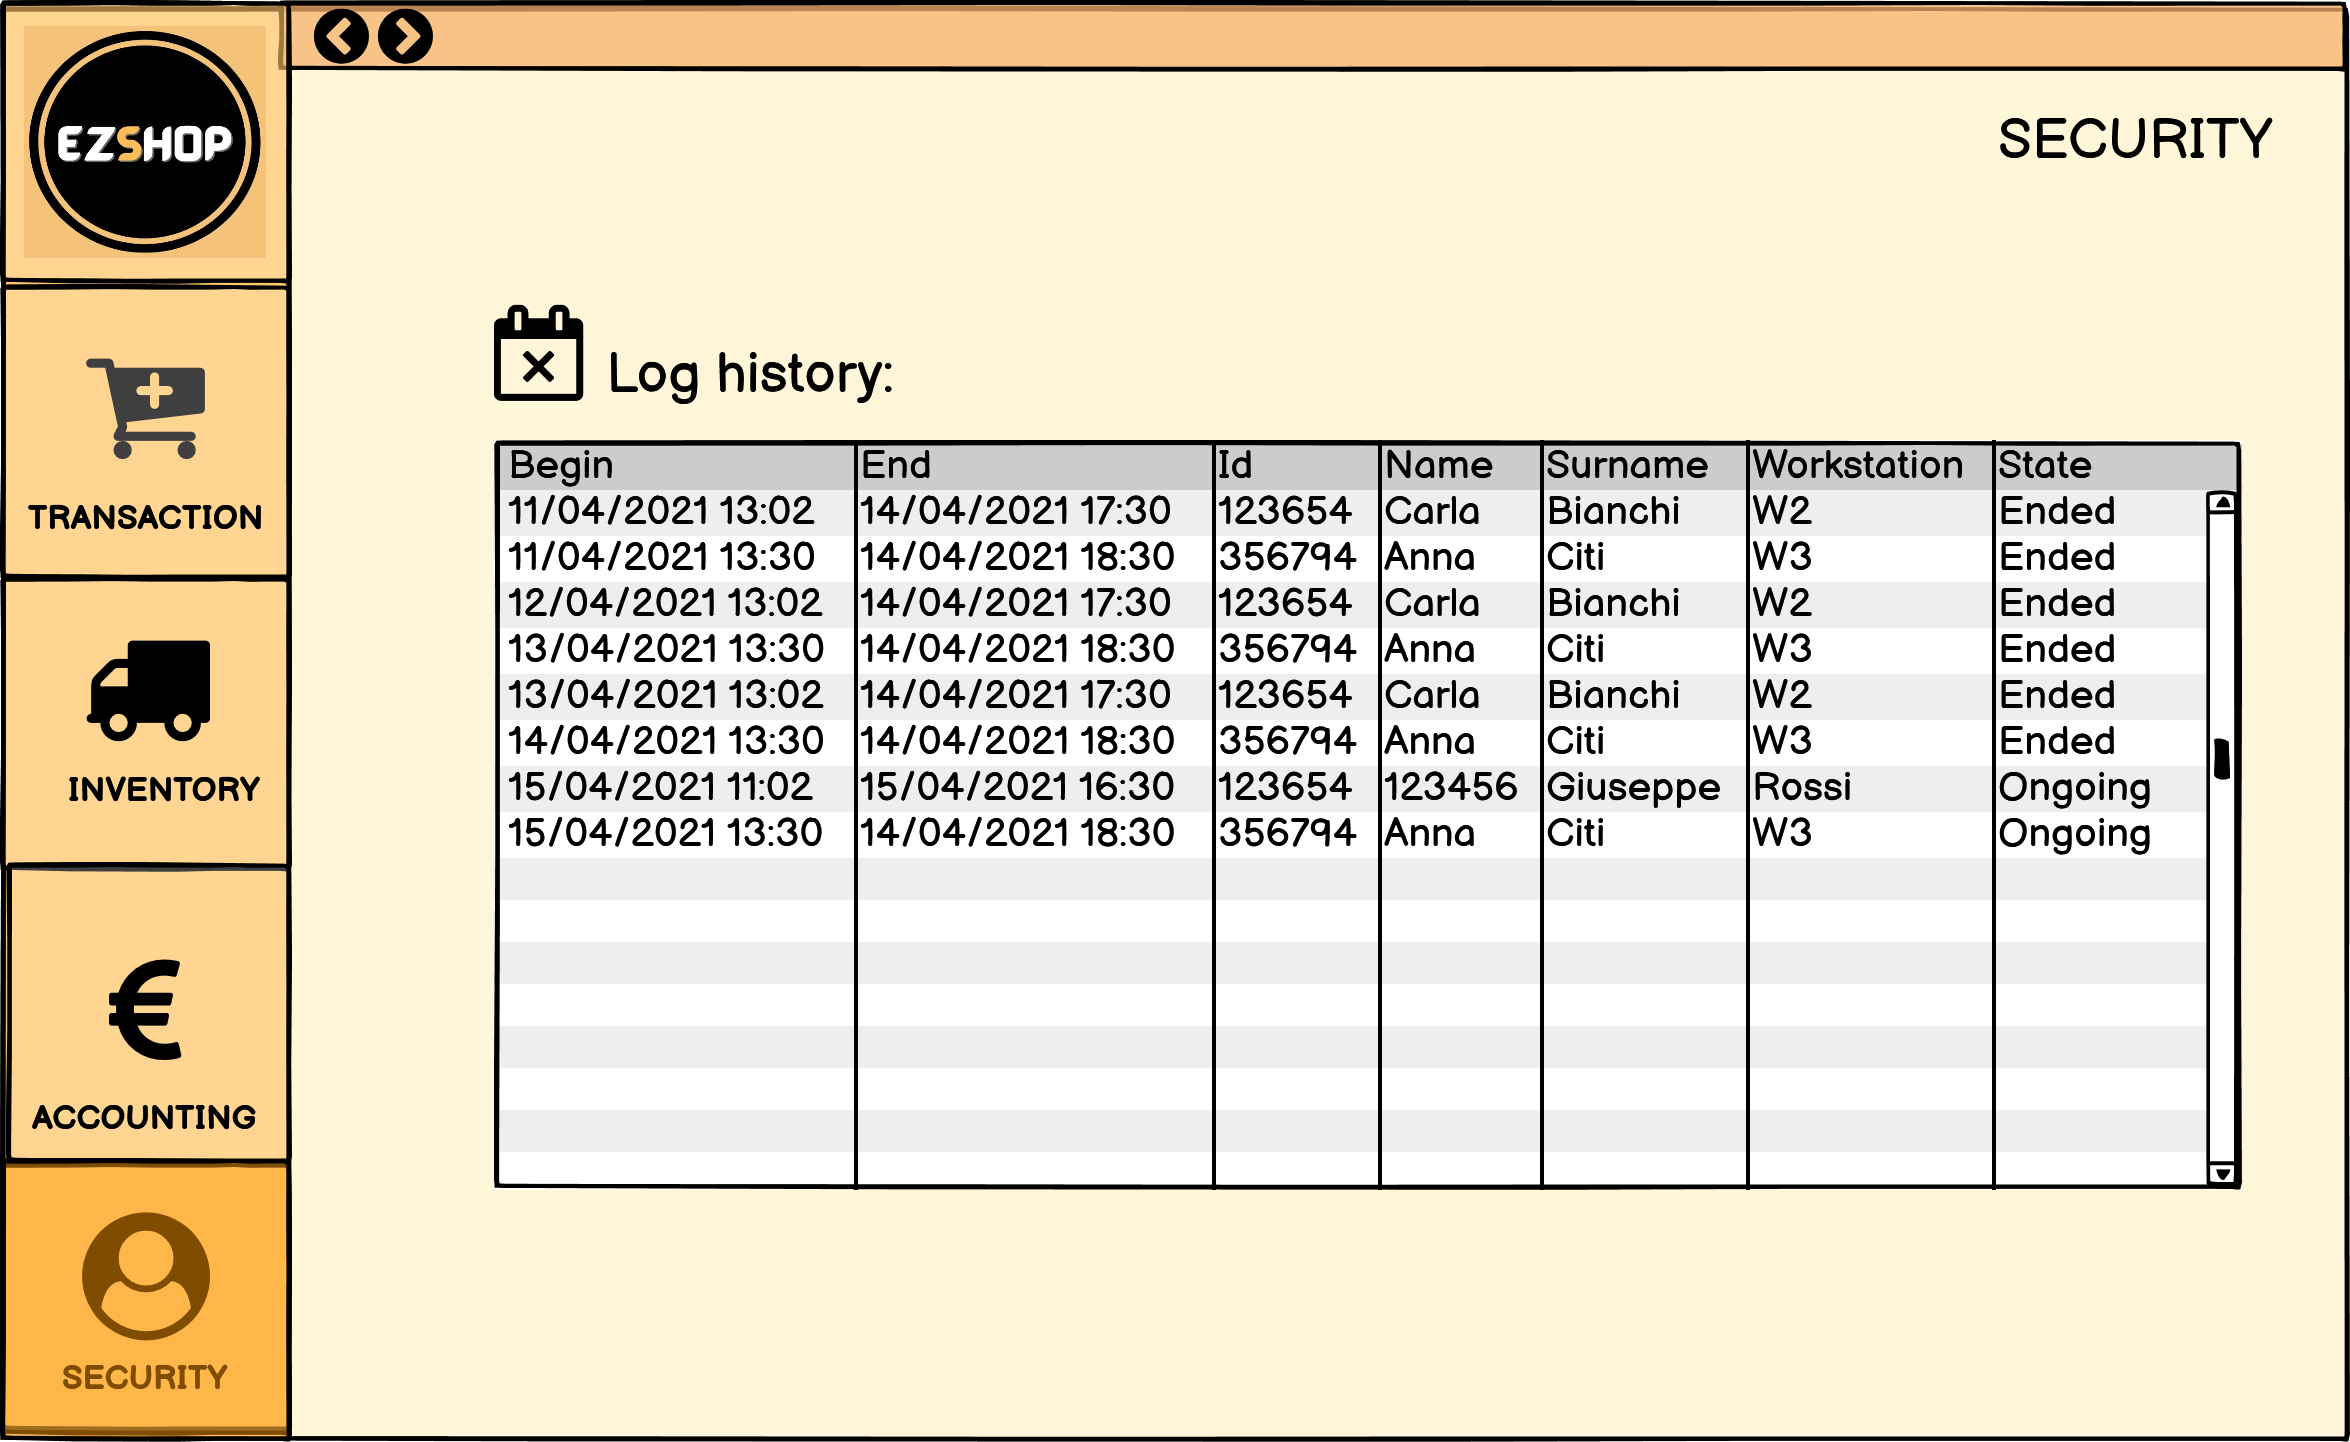 EZSHOP
SECURITY
TRANSACTION
INVENTORY
ACCOUNTING
SECURITY
Log history:
Begin End Id Name Surname Workstation State
11/04/2021 13:02 14/04/2021 17:30 123654 Carla Bianchi W2 Ended
11/04/2021 13:30 14/04/2021 18:30 356794 Anna Citi W3 Ended
12/04/2021 13:02 14/04/2021 17:30 123654 Carla Bianchi W2 Ended
13/04/2021 13:30 14/04/2021 18:30 356794 Anna Citi W3 Ended
13/04/2021 13:02 14/04/2021 17:30 123654 Carla Bianchi W2 Ended
14/04/2021 13:30 14/04/2021 18:30 356794 Anna Citi W3 Ended
15/04/2021 11:02 15/04/2021 16:30 123654 123456 Giuseppe Rossi Ongoing
15/04/2021 13:30 14/04/2021 18:30 356794 Anna Citi W3 Ongoing